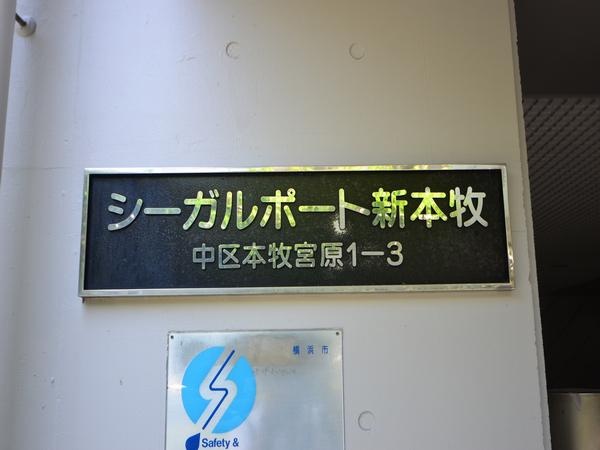 シーガルポート新本牧
中区本牧宮原1-3
横浜市
Safety &